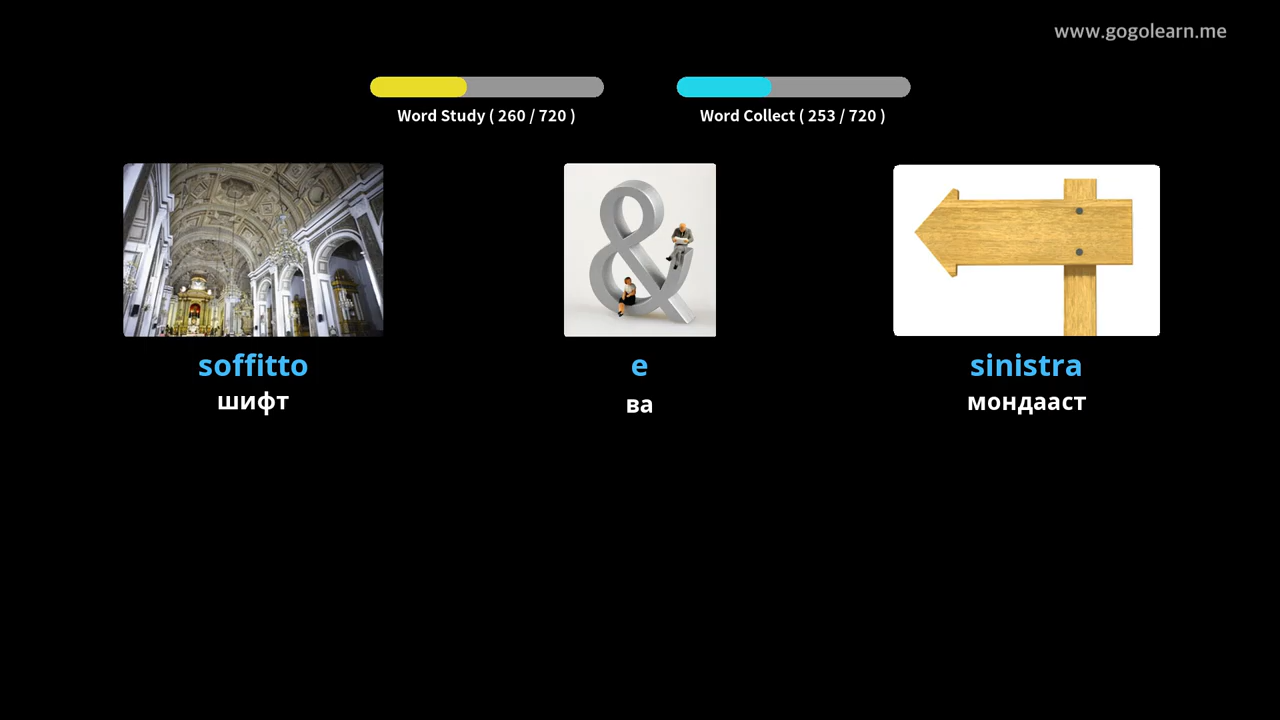 www.gogolearn.me
Word Study ( 260 / 720 )
Word Collect ( 253 / 720 )
soffitto
e
sinistra
шифт
ва
мондааст